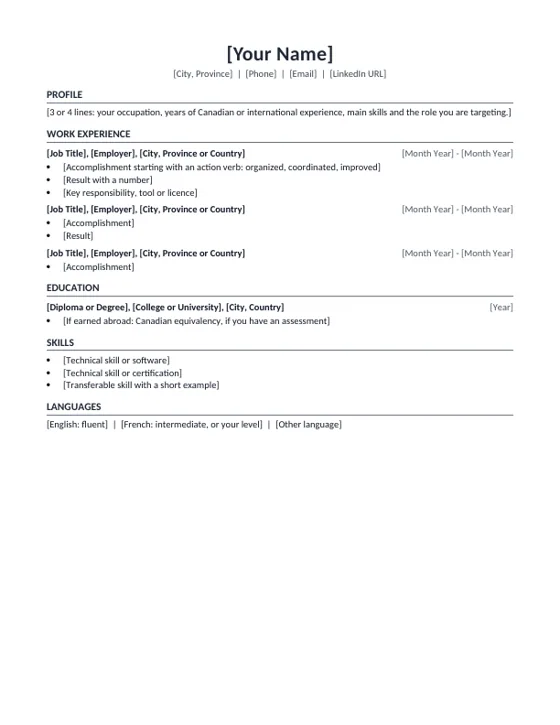 [Your Name]
[City, Province] | [Phone] | [Email] | [LinkedIn URL]
PROFILE
[3 or 4 lines: your occupation, years of Canadian or international experience, main skills and the role you are targeting.]
WORK EXPERIENCE
[Job Title], [Employer], [City, Province or Country] [Month Year] - [Month Year]
• [Accomplishment starting with an action verb: organized, coordinated, improved]
• [Result with a number]
• [Key responsibility, tool or licence]
[Job Title], [Employer], [City, Province or Country] [Month Year] - [Month Year]
• [Accomplishment]
• [Result]
[Job Title], [Employer], [City, Province or Country] [Month Year] - [Month Year]
• [Accomplishment]
EDUCATION
[Diploma or Degree], [College or University], [City, Country] [Year]
• [If earned abroad: Canadian equivalency, if you have an assessment]
SKILLS
• [Technical skill or software]
• [Technical skill or certification]
• [Transferable skill with a short example]
LANGUAGES
[English: fluent] | [French: intermediate, or your level] | [Other language]